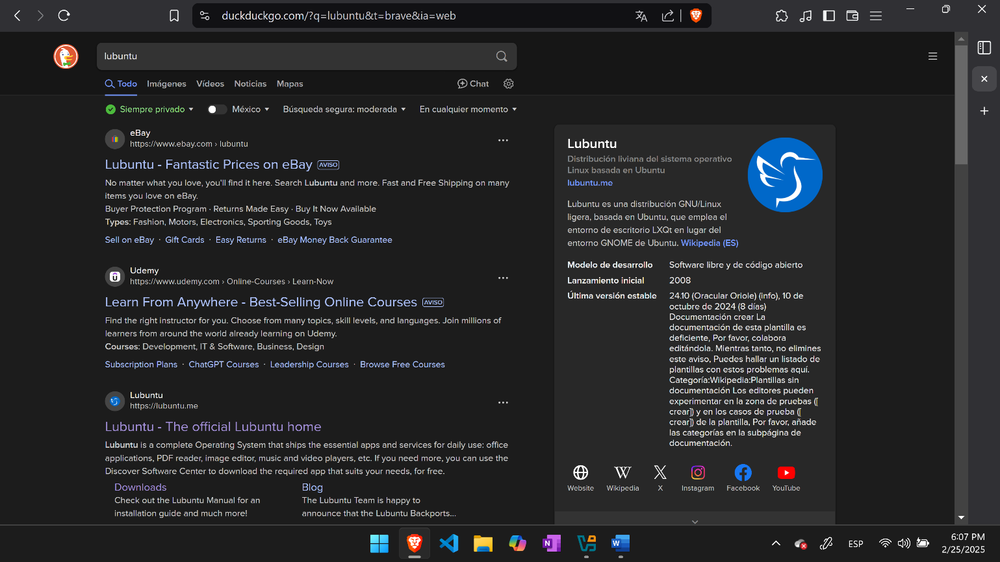 duckduckgo.com/?q=lubuntu&t=brave&ia=web
lubuntu
Todo
Imágenes
Vídeos
Noticias
Mapas
Chat
Siempre privado
México
Búsqueda segura: moderada
En cualquier momento
eBay
https://www.ebay.com › lubuntu
Lubuntu - Fantastic Prices on eBay AVISO
No matter what you love, you'll find it here. Search Lubuntu and more. Fast and Free Shipping on many
items you love on eBay.
Buyer Protection Program · Returns Made Easy · Buy It Now Available
Types: Fashion, Motors, Electronics, Sporting Goods, Toys
Sell on eBay · Gift Cards · Easy Returns · eBay Money Back Guarantee
Udemy
https://www.udemy.com › Online-Courses › Learn-Now
Learn From Anywhere - Best-Selling Online Courses AVISO
Find the right instructor for you. Choose from many topics, skill levels, and languages. Join millions of
learners from around the world already learning on Udemy.
Courses: Development, IT & Software, Business, Design
Subscription Plans · ChatGPT Courses · Leadership Courses · Browse Free Courses
Lubuntu
https://lubuntu.me
Lubuntu - The official Lubuntu home
Lubuntu is a complete Operating System that ships the essential apps and services for daily use: office
applications, PDF reader, image editor, music and video players, etc. If you need more, you can use the
Discover Software Center to download the required app that suits your needs, for free.
Downloads
Check out the Lubuntu Manual for an
installation guide and much more!
Blog
The Lubuntu Team is happy to
announce that the Lubuntu Backports...
Lubuntu
Distribución liviana del sistema operativo
Linux basada en Ubuntu
lubuntu.me
Lubuntu es una distribución GNU/Linux
ligera, basada en Ubuntu, que emplea el
entorno de escritorio LXQt en lugar del
entorno GNOME de Ubuntu. Wikipedia (ES)
Modelo de desarrollo Software libre y de código abierto
Lanzamiento inicial 2008
Última versión estable 24.10 (Oracular Oriole) (info), 10 de
octubre de 2024 (8 días)
Documentación crear La
documentación de esta plantilla es
deficiente, Por favor, colabora
editándola. Mientras tanto, no elimines
este aviso, Puedes hallar un listado de
plantillas con estos problemas aquí.
Categoría:Wikipedia:Plantillas sin
documentación Los editores pueden
experimentar en la zona de pruebas ([
crear]) y en los casos de prueba ([
crear]) de la plantilla, Por favor, añade
las categorías en la subpágina de
documentación.
Website
Wikipedia
X
Instagram
Facebook
YouTube
ESP
6:07 PM
2/25/2025